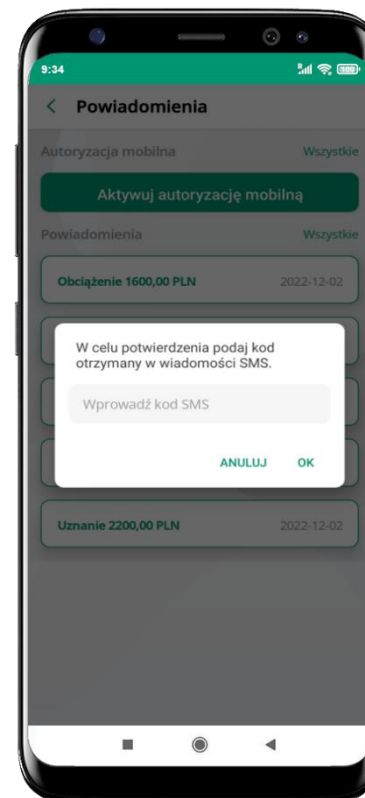 9:34
Powiadomienia
Autoryzacja mobilna Wszystkie
Aktywuj autoryzację mobilną
Powiadomienia Wszystkie
Obciążenie 1600,00 PLN 2022-12-02
W celu potwierdzenia podaj kod
otrzymany w wiadomości SMS.
Wprowadź kod SMS
ANULUJ OK
Uznanie 2200,00 PLN 2022-12-02